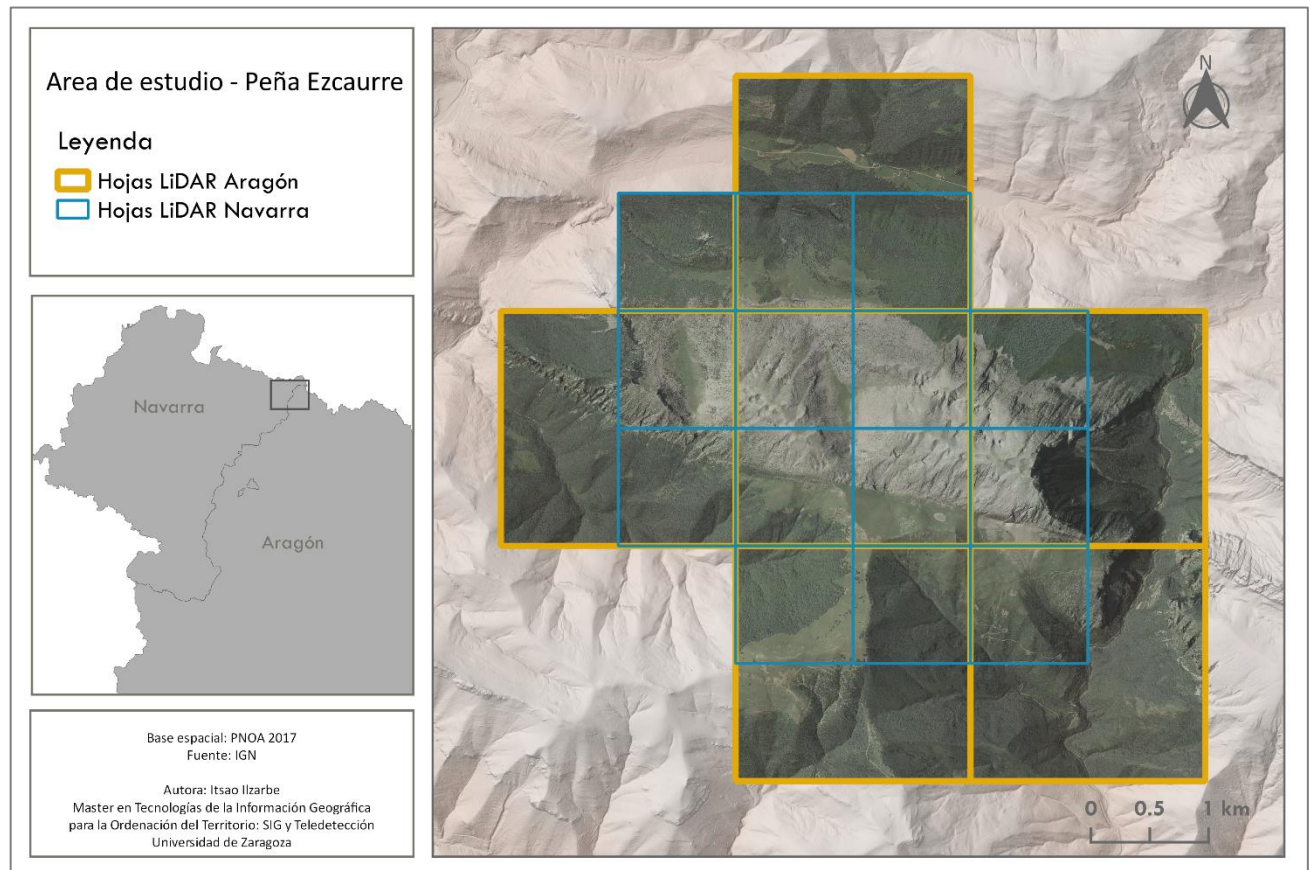 Area de estudio - Peña Ezcaurre
Leyenda
Hojas LiDAR Aragón
Hojas LiDAR Navarra
Navarra
Aragón
Base espacial: PNOA 2017
Fuente: IGN
Autora: Itsao Ilzarbe
Master en Tecnologías de la Información Geográfica
para la Ordenación del Territorio: SIG y Teledetección
Universidad de Zaragoza
N
0 0.5 1 km